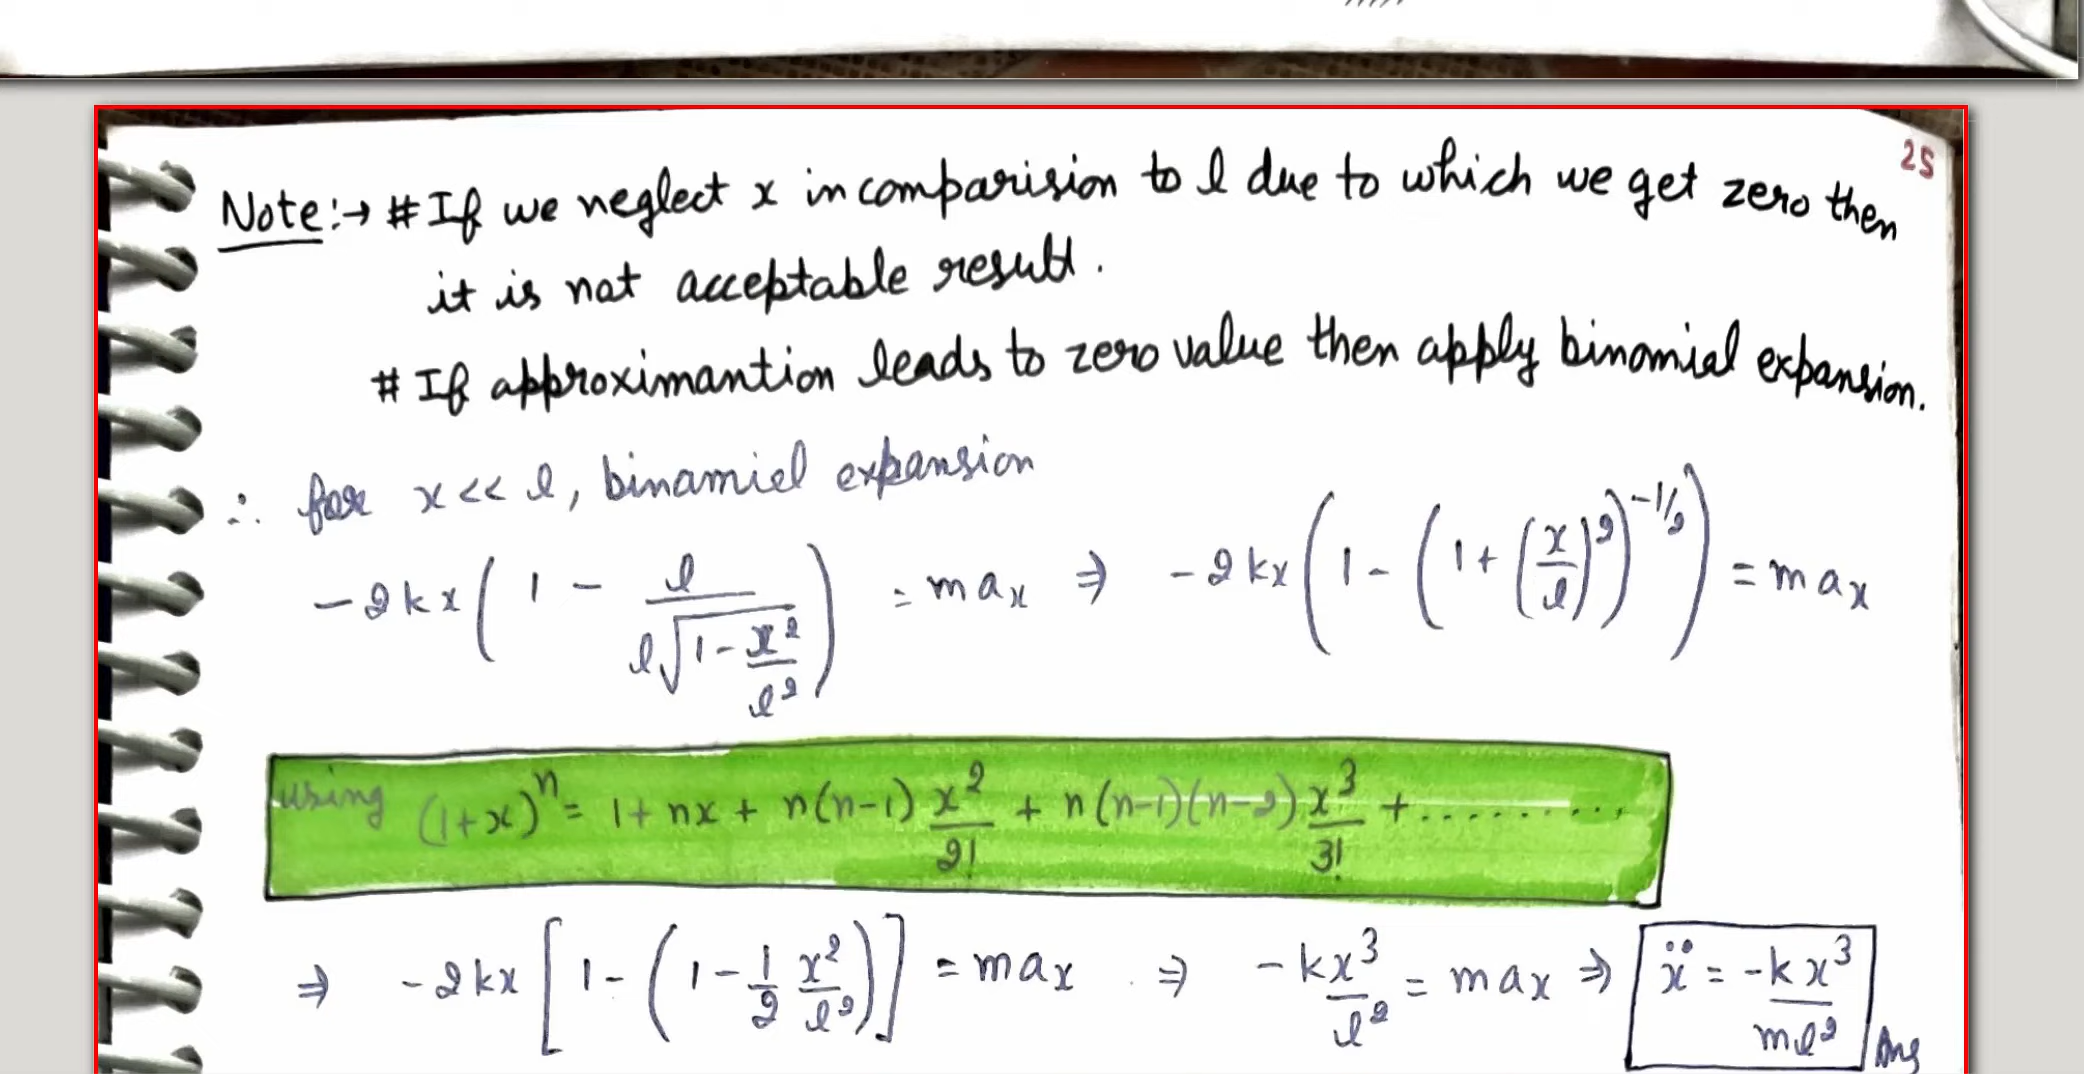 25
Note:→ # If we neglect x in comparision to l due to which we get zero then
it is not acceptable result.
# If approximantion leads to zero value then apply binomial expansion.
∴ for x << l, binamiel expansion
-2kx(1 - l/(l√(1 - x²/l²))) = maₓ ⇒ -2kx(1 - (1 + (x/l)²)^(-1/2)) = maₓ
using (1+x)ⁿ = 1 + nx + n(n-1) x²/2! + n(n-1)(n-2) x³/3! + .........
⇒ -2kx[1 - (1 - 1/2 x²/l²)] = maₓ ⇒ -kx³/l² = maₓ ⇒ ẍ = -kx³/ml² Ans